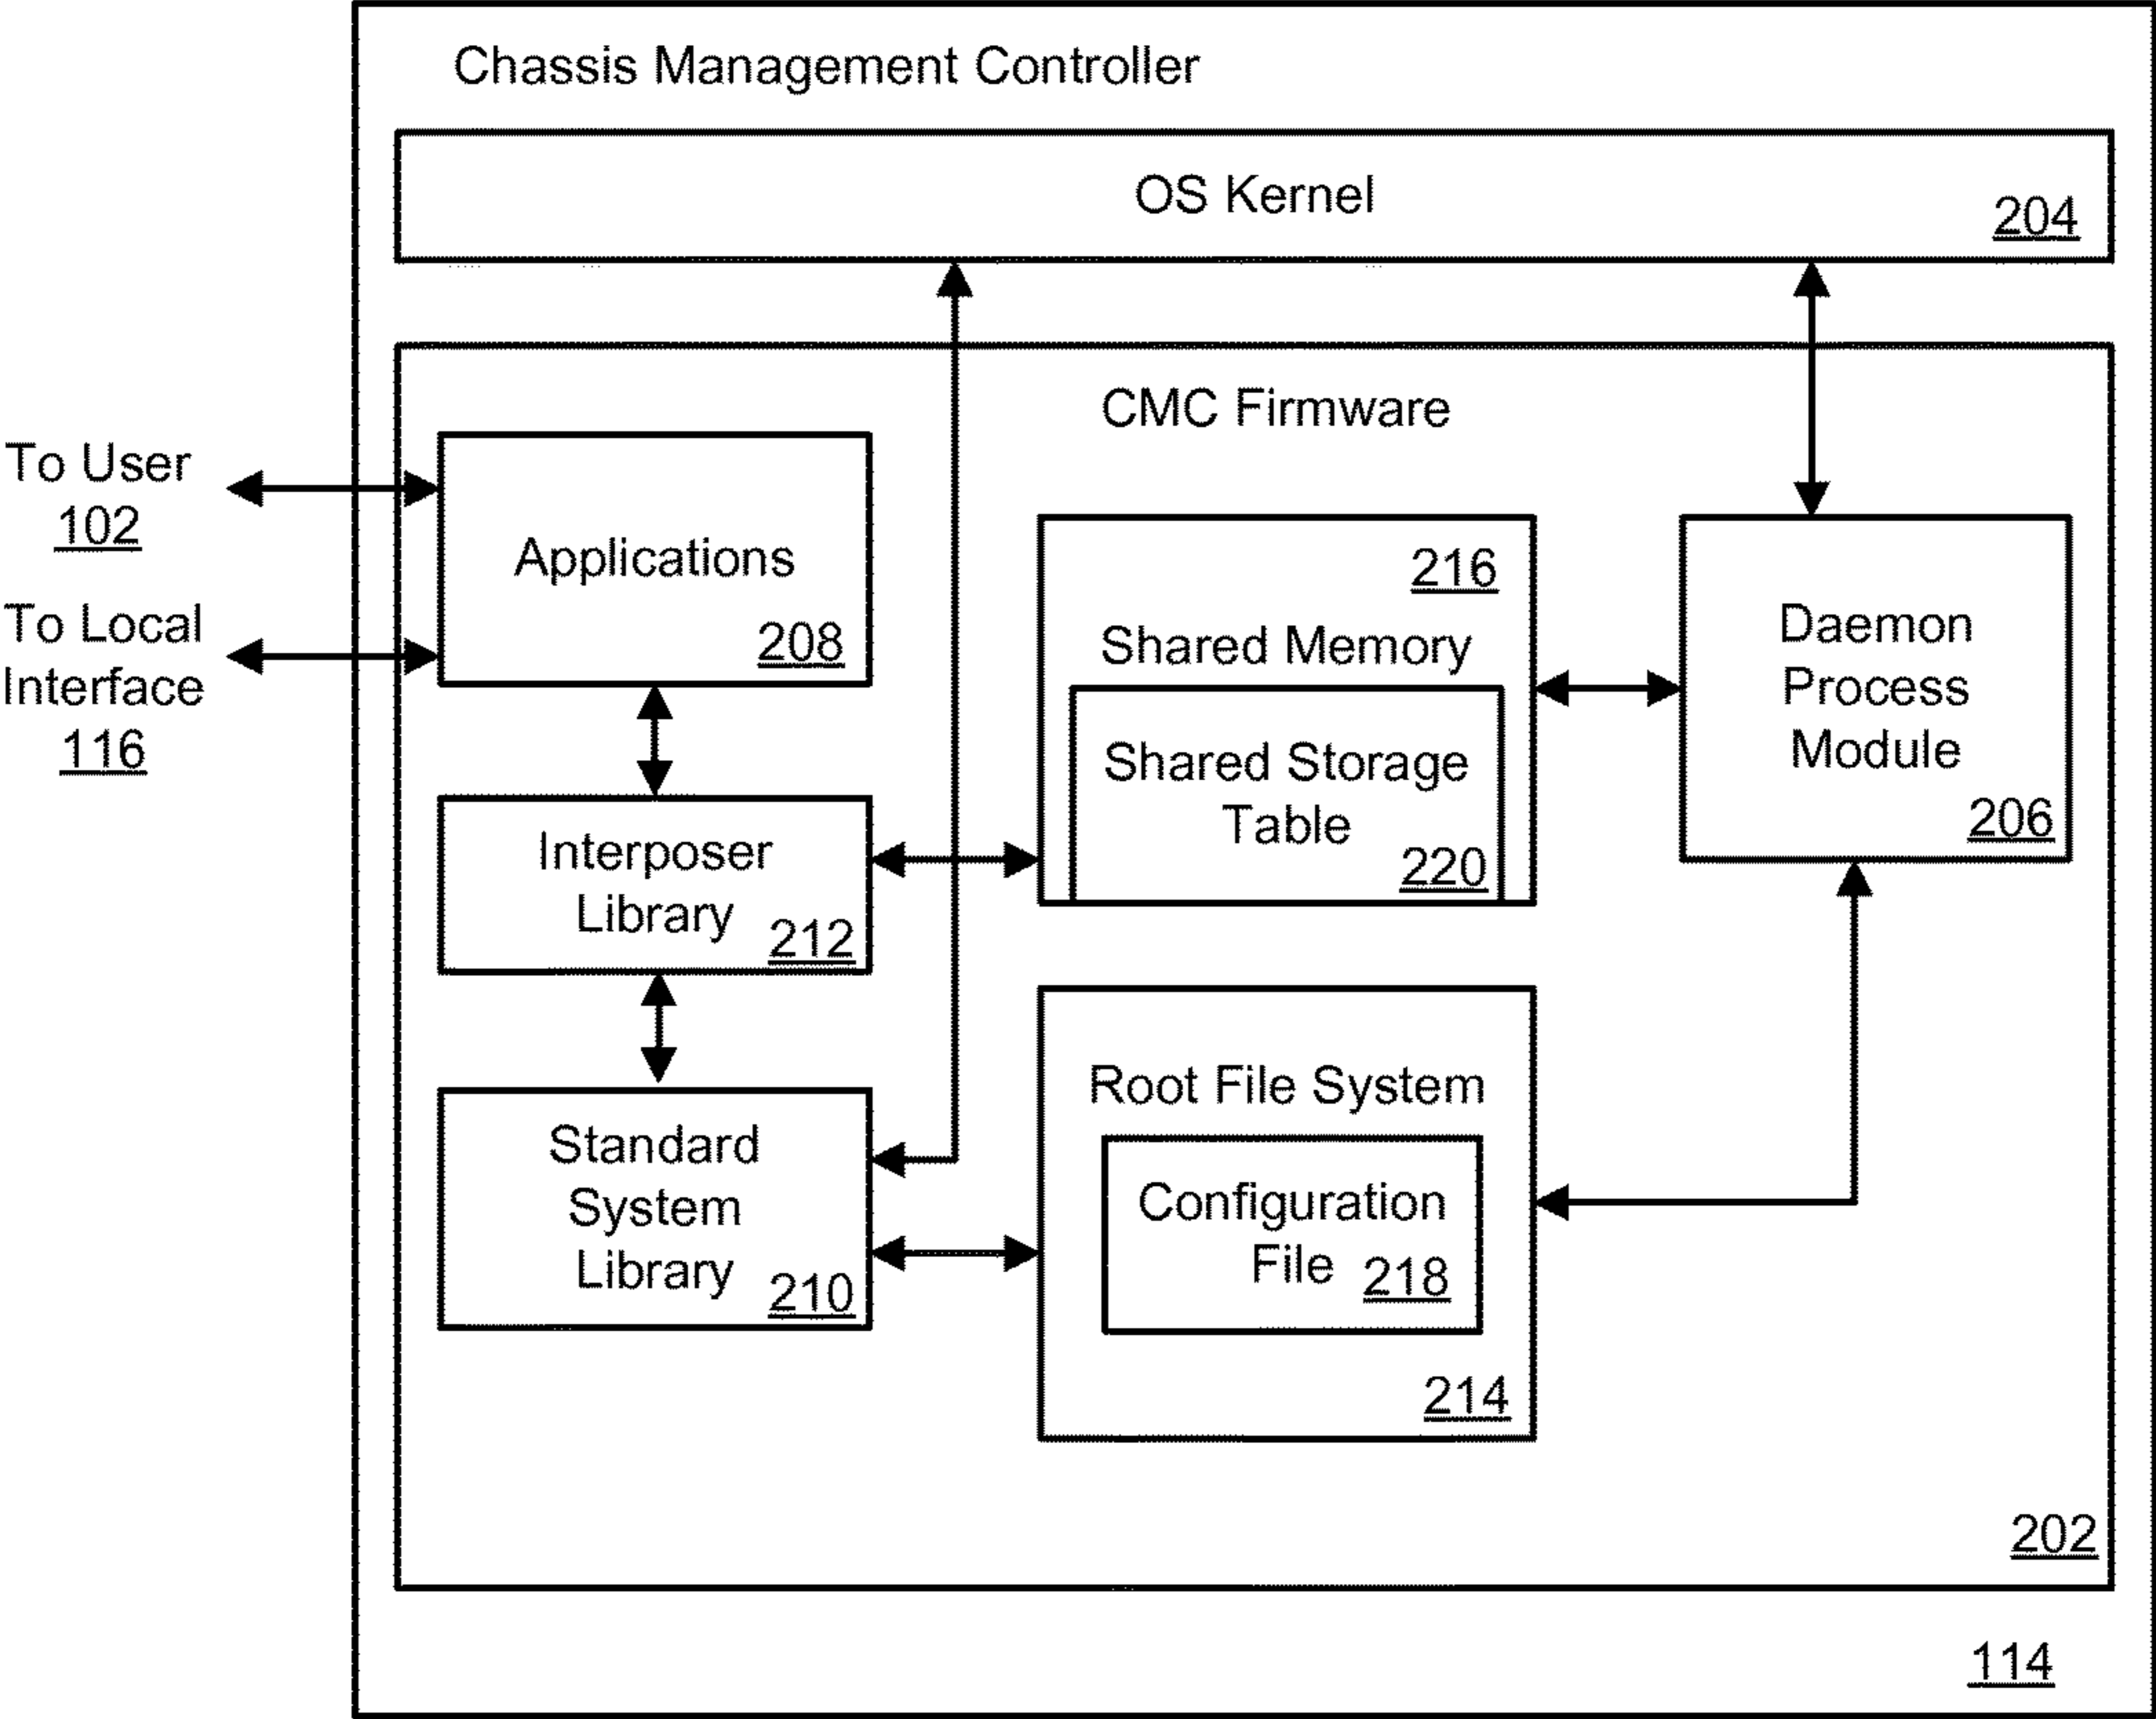 Chassis Management Controller
OS Kernel
204
CMC Firmware
To User
102
To Local
Interface
116
Applications
208
216
Shared Memory
Shared Storage
Table
220
Daemon
Process
Module
206
Interposer
Library
212
Standard
System
Library
210
Root File System
Configuration
File
218
214
202
114